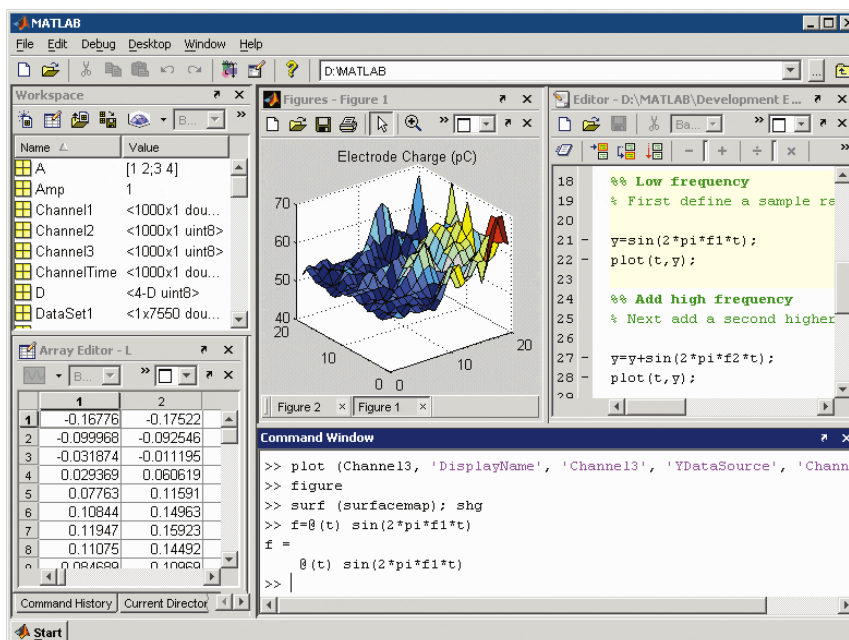 MATLAB
File Edit Debug Desktop Window Help
D:\MATLAB
Workspace
B...
Name Value
A [1 2;3 4]
Amp 1
Channel1 <1000x1 dou...
Channel2 <1000x1 uint8>
Channel3 <1000x1 uint8>
ChannelTime <1000x1 dou...
D <4-D uint8>
DataSet1 <1x7550 dou...
Array Editor - L
B...
1 2
1 -0.16776 -0.17522
2 -0.099968 -0.092546
3 -0.031874 -0.011195
4 0.029369 0.060619
5 0.07763 0.11591
6 0.10844 0.14963
7 0.11947 0.15923
8 0.11075 0.14492
9 0.084689 0.10969
Command History Current Director
Start
Figures - Figure 1
Electrode Charge (pC)
70
60
50
40
20
10
0
0
10
20
Figure 2 Figure 1
Editor - D:\MATLAB\Development E...
Ba...
18 %% Low frequency
19 % First define a sample ra
20
21 - y=sin(2*pi*f1*t);
22 - plot(t,y);
23
24 %% Add high frequency
25 % Next add a second higher
26
27 - y=y+sin(2*pi*f2*t);
28 - plot(t,y);
29
Command Window
>> plot (Channel3, 'DisplayName', 'Channel3', 'YDataSource', 'Chann
>> figure
>> surf (surfacemap); shg
>> f=@(t) sin(2*pi*f1*t)
f =
@(t) sin(2*pi*f1*t)
>>